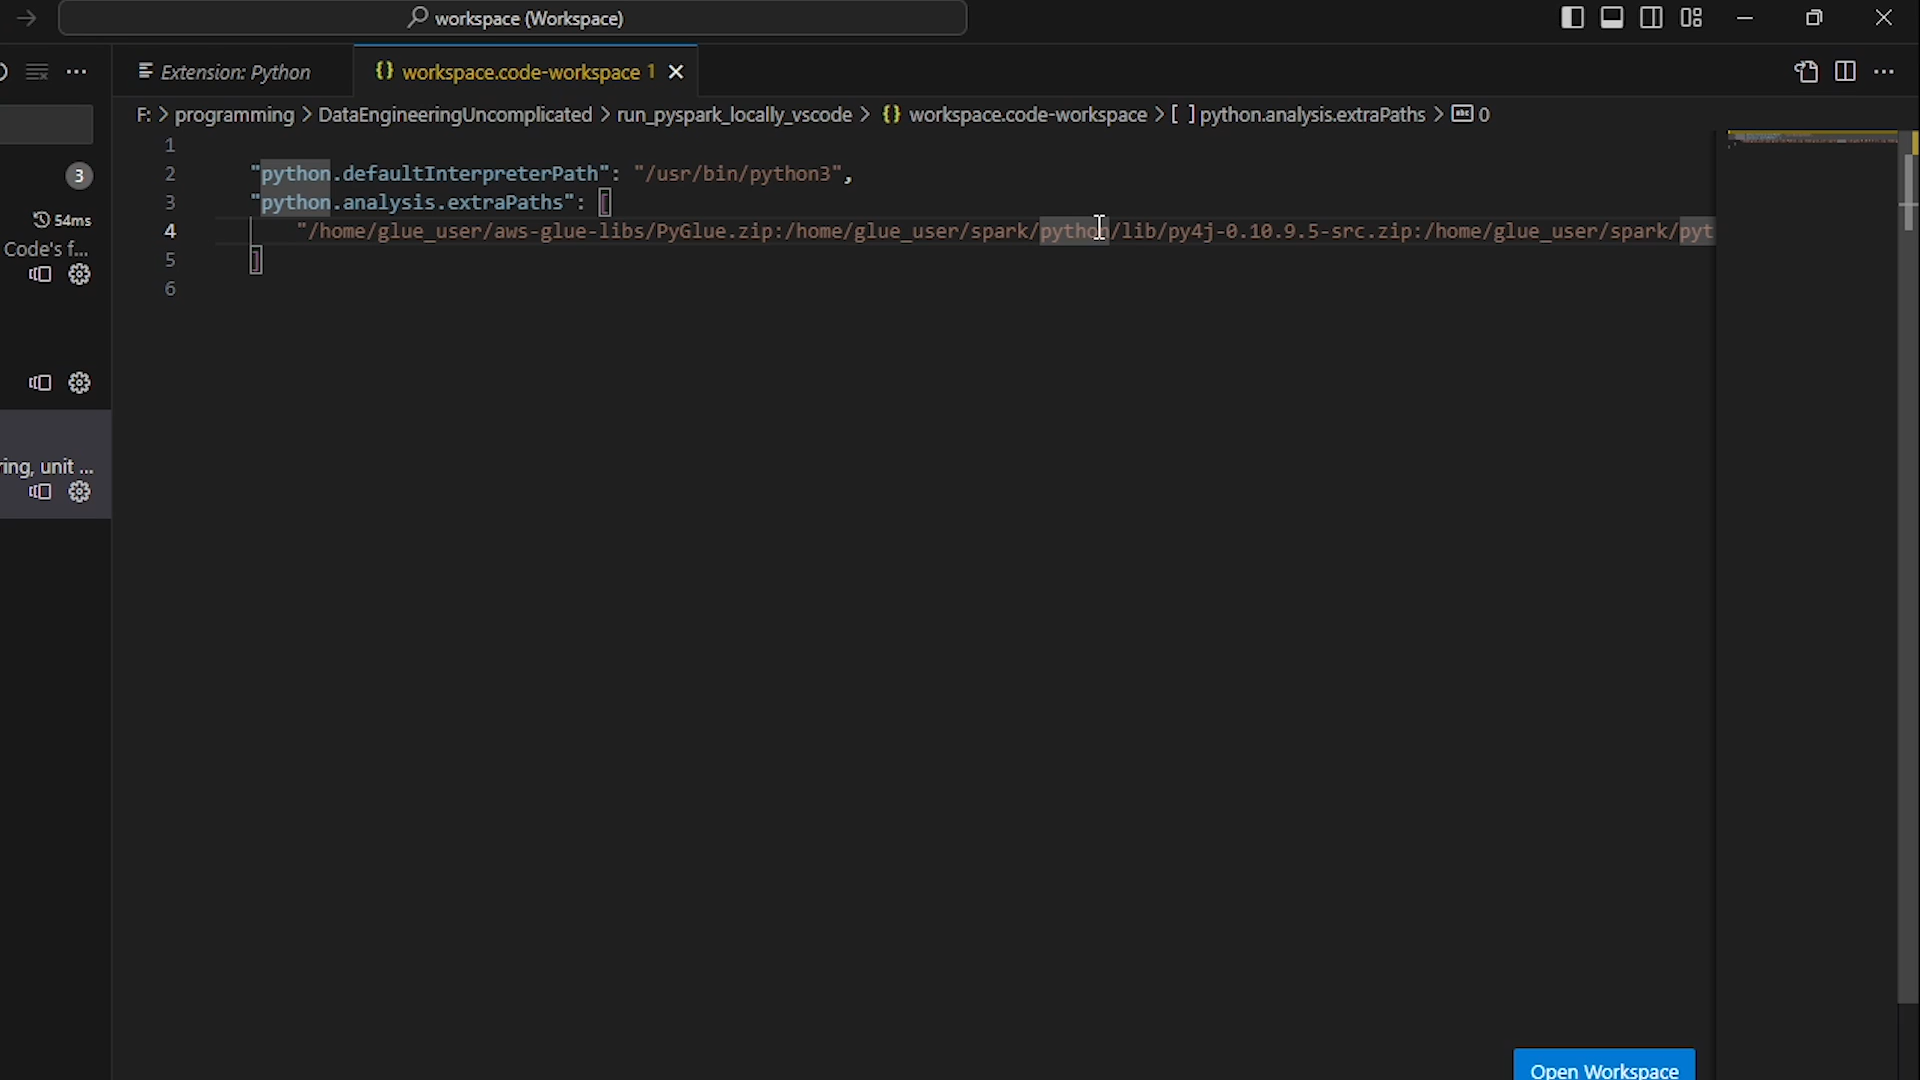 workspace (Workspace)
Extension: Python
{} workspace.code-workspace 1
F: > programming > DataEngineeringUncomplicated > run_pyspark_locally_vscode > {} workspace.code-workspace > [ ] python.analysis.extraPaths > abc 0
1
2 "python.defaultInterpreterPath": "/usr/bin/python3",
3 "python.analysis.extraPaths": [
4 "/home/glue_user/aws-glue-libs/PyGlue.zip:/home/glue_user/spark/python/lib/py4j-0.10.9.5-src.zip:/home/glue_user/spark/pyt
5 ]
6
3
54ms
Code's f...
ring, unit ...
Open Workspace